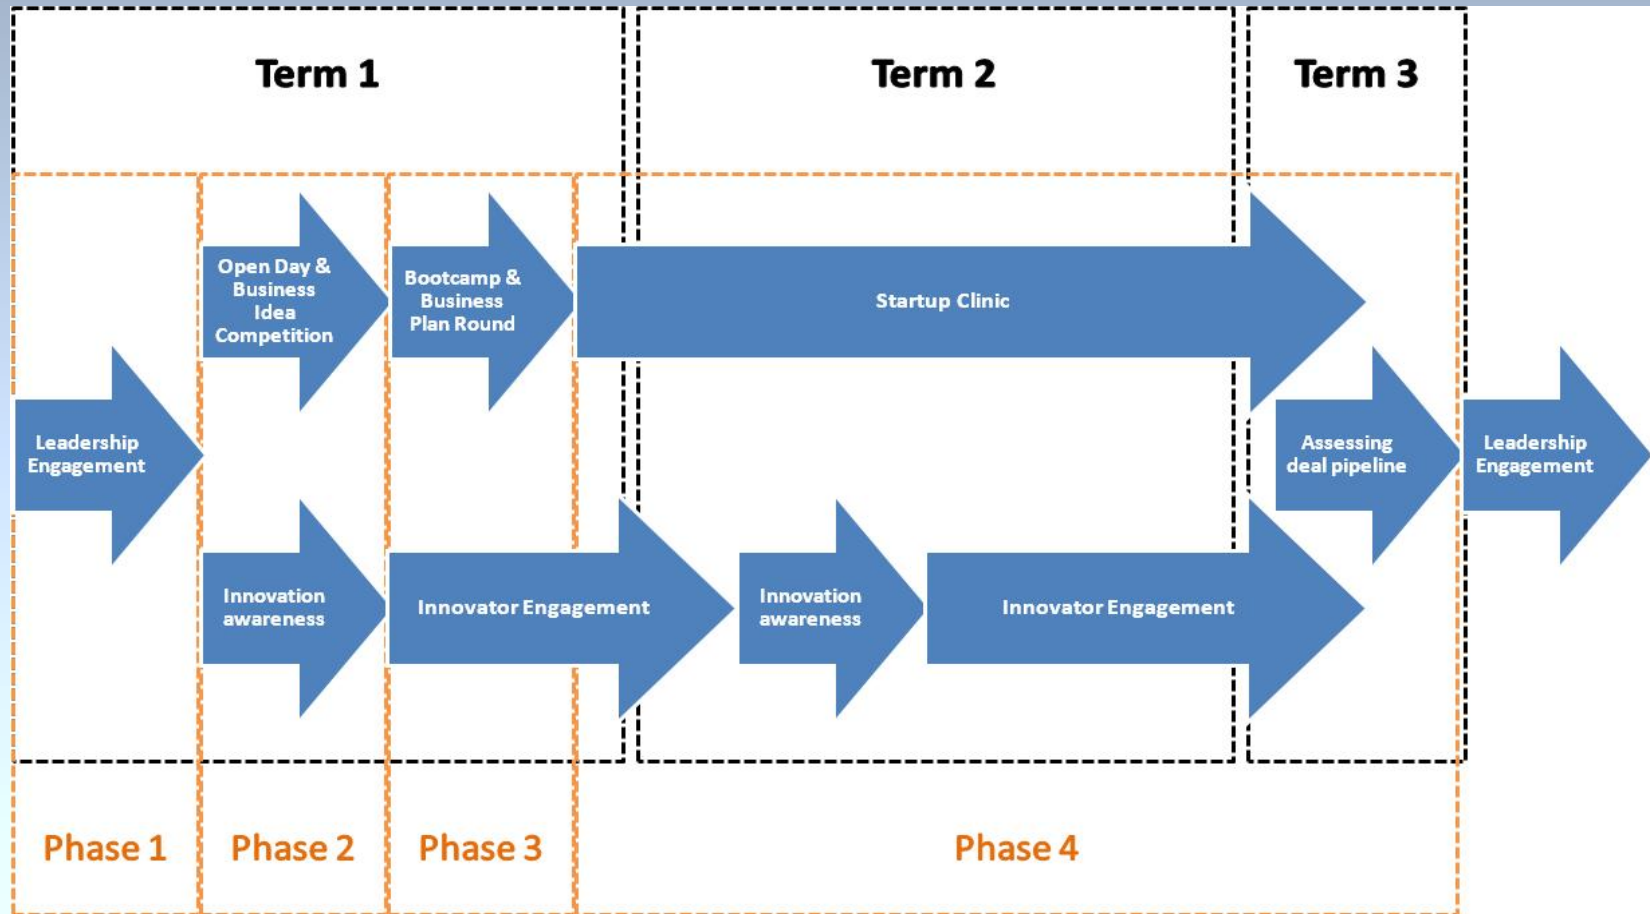 Term 1
Term 2
Term 3
Open Day &
Business
Idea
Competition
Bootcamp &
Business
Plan Round
Startup Clinic
Leadership
Engagement
Assessing
deal pipeline
Leadership
Engagement
Innovation
awareness
Innovator Engagement
Innovation
awareness
Innovator Engagement
Phase 1
Phase 2
Phase 3
Phase 4